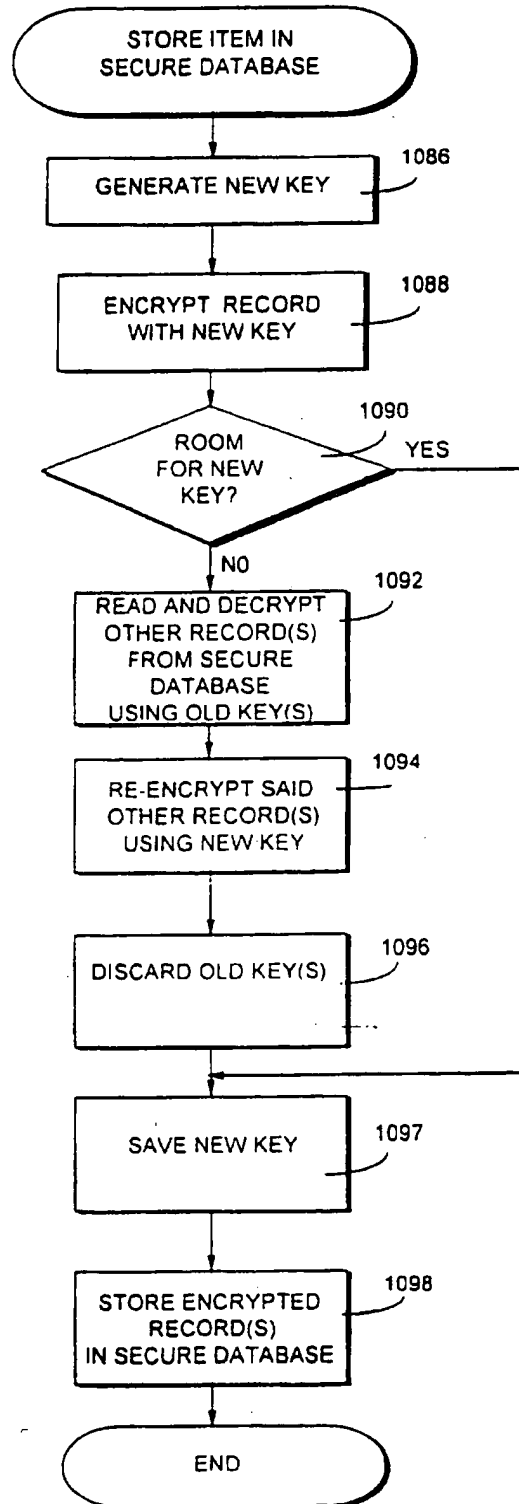 STORE ITEM IN
SECURE DATABASE
1086
GENERATE NEW KEY
1088
ENCRYPT RECORD
WITH NEW KEY
1090
ROOM
FOR NEW
KEY?
YES
NO
1092
READ AND DECRYPT
OTHER RECORD(S)
FROM SECURE
DATABASE
USING OLD KEY(S)
1094
RE-ENCRYPT SAID
OTHER RECORD(S)
USING NEW KEY
1096
DISCARD OLD KEY(S)
1097
SAVE NEW KEY
1098
STORE ENCRYPTED
RECORD(S)
IN SECURE DATABASE
END